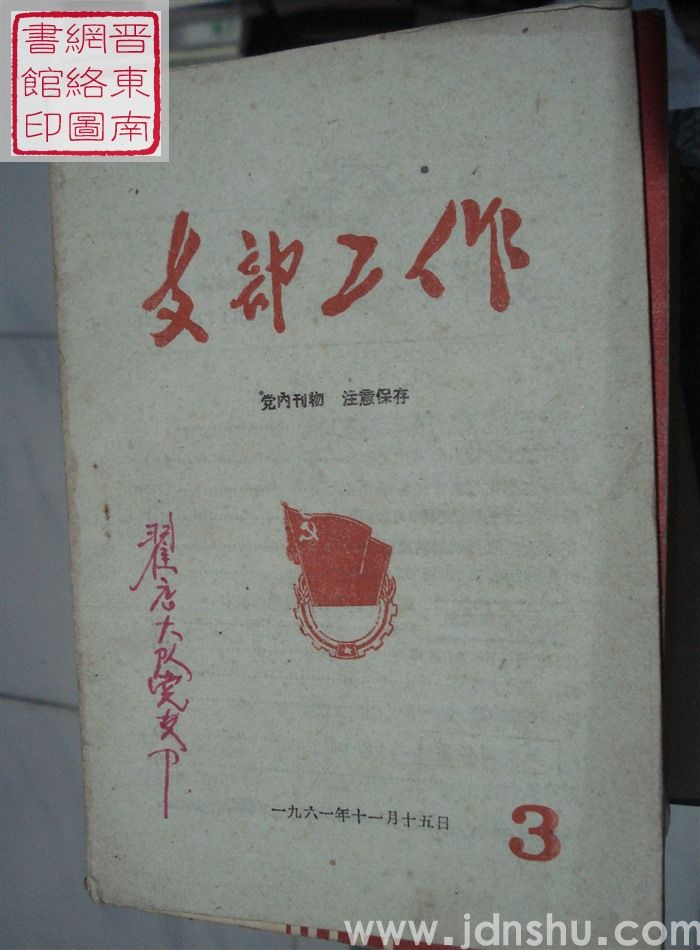 晋東南
網絡圖
書館印
支部工作
党内刊物 注意保存
翟店大队党支卩
一九六一年十一月十五日
3
www.jdnshu.com